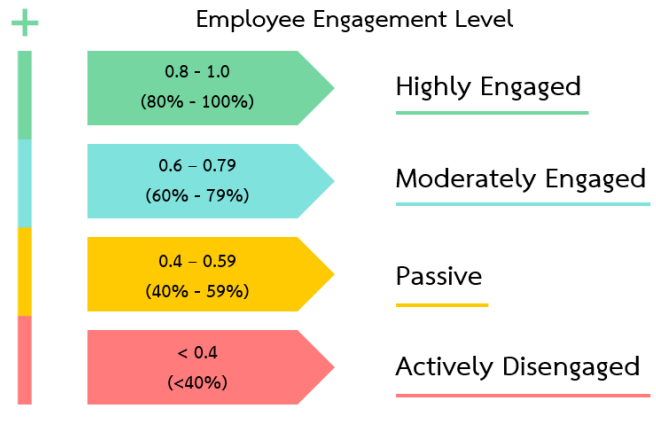 +
Employee Engagement Level
0.8 - 1.0
(80% - 100%)
Highly Engaged
0.6 – 0.79
(60% - 79%)
Moderately Engaged
0.4 – 0.59
(40% - 59%)
Passive
< 0.4
(<40%)
Actively Disengaged